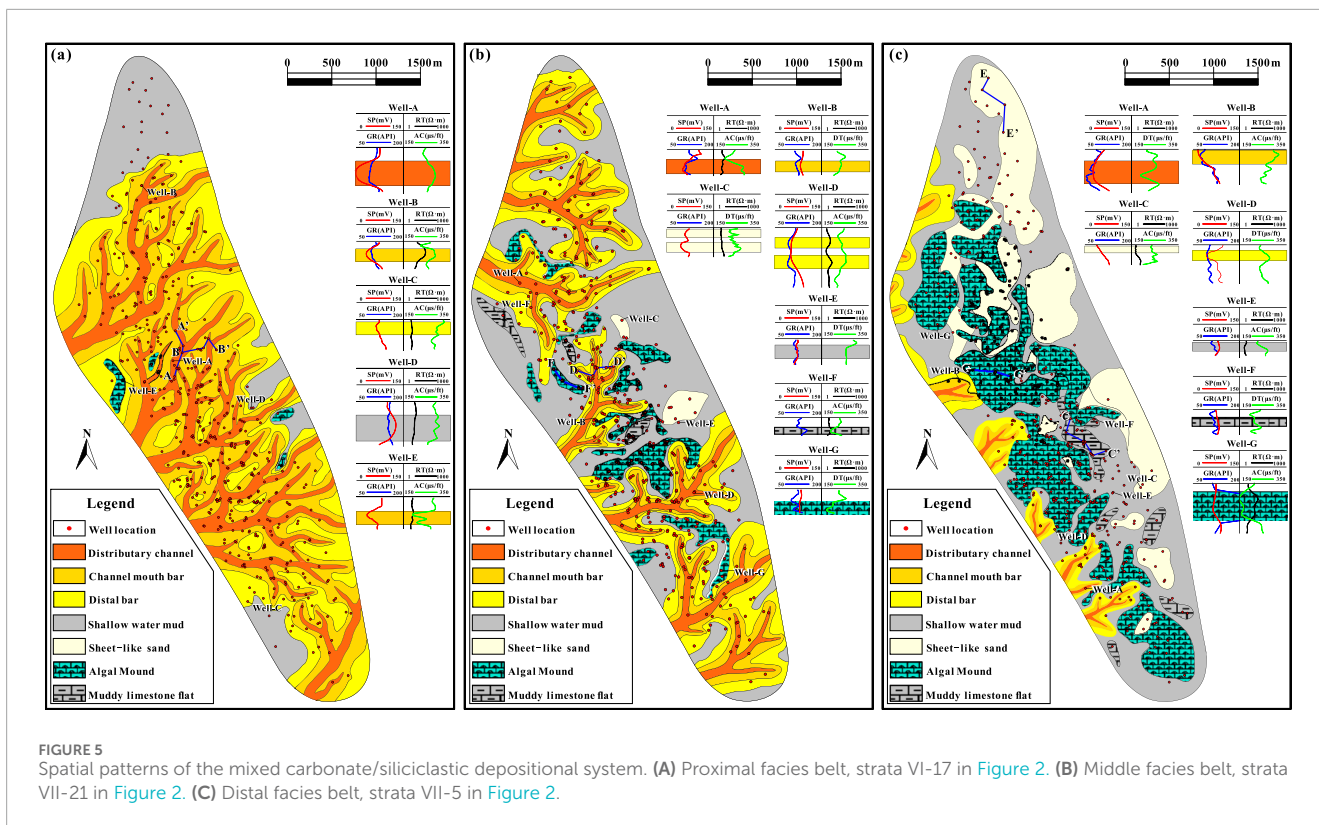 (a)
0 500 1000 1500 m
Well-A
SP(mV) RT(Ω·m)
0 150 1 1000
GR(API) AC(μs/ft)
50 200 150 350
Well-B
SP(mV) RT(Ω·m)
0 150 1 1000
GR(API) AC(μs/ft)
50 200 150 350
Well-C
SP(mV) RT(Ω·m)
0 150 1 1000
GR(API) AC(μs/ft)
50 200 150 350
Well-D
SP(mV) RT(Ω·m)
0 150 1 1000
GR(API) AC(μs/ft)
50 200 150 350
Well-E
SP(mV) RT(Ω·m)
0 150 1 1000
GR(API) AC(μs/ft)
50 200 150 350
Well-B
A'
B B'
Well-A
A
Well-E
Well-D
Well-C
N
Legend
Well location
Distributary channel
Channel mouth bar
Distal bar
Shallow water mud
Sheet-like sand
Algal Mound
Muddy limestone flat
(b)
0 500 1000 1500 m
Well-A
SP(mV) RT(Ω·m)
0 150 1 1000
GR(API) AC(μs/ft)
50 200 150 350
Well-B
SP(mV) RT(Ω·m)
0 150 1 1000
GR(API) DT(μs/ft)
50 200 150 350
Well-C
SP(mV) RT(Ω·m)
0 150 1 1000
GR(API) DT(μs/ft)
50 200 150 350
Well-D
SP(mV) RT(Ω·m)
0 150 1 1000
GR(API) AC(μs/ft)
50 200 150 350
Well-E
SP(mV) RT(Ω·m)
0 150 1 1000
GR(API) DT(μs/ft)
50 200 150 350
Well-F
SP(mV) RT(Ω·m)
0 150 1 1000
GR(API) AC(μs/ft)
50 200 150 350
Well-G
SP(mV) RT(Ω·m)
0 150 1 1000
GR(API) DT(μs/ft)
50 200 150 350
Well-A
Well-F
Well-C
F D D'
F'
Well-B
Well-E
Well-D
Well-G
N
Legend
Well location
Distributary channel
Channel mouth bar
Distal bar
Shallow water mud
Sheet-like sand
Algal Mound
Muddy limestone flat
(c)
0 500 1000 1500 m
Well-A
SP(mV) RT(Ω·m)
0 150 1 1000
GR(API) DT(μs/ft)
50 200 150 350
Well-B
SP(mV) RT(Ω·m)
0 150 1 1000
GR(API) AC(μs/ft)
50 200 150 350
Well-C
SP(mV) RT(Ω·m)
0 150 1 1000
GR(API) AC(μs/ft)
50 200 150 350
Well-D
SP(mV) RT(Ω·m)
0 150 1 1000
GR(API) DT(μs/ft)
50 200 150 350
Well-E
SP(mV) RT(Ω·m)
0 150 1 1000
GR(API) AC(μs/ft)
50 200 150 350
Well-F
SP(mV) RT(Ω·m)
0 150 1 1000
GR(API) DT(μs/ft)
50 200 150 350
Well-G
SP(mV) RT(Ω·m)
0 150 1 1000
GR(API) AC(μs/ft)
50 200 150 350
E
E'
Well-G
Well-B G G'
C Well-F
C'
Well-C
Well-E
Well-D
Well-A
N
Legend
Well location
Distributary channel
Channel mouth bar
Distal bar
Shallow water mud
Sheet-like sand
Algal Mound
Muddy limestone flat
FIGURE 5
Spatial patterns of the mixed carbonate/siliciclastic depositional system. (A) Proximal facies belt, strata VI-17 in Figure 2. (B) Middle facies belt, strata
VII-21 in Figure 2. (C) Distal facies belt, strata VII-5 in Figure 2.